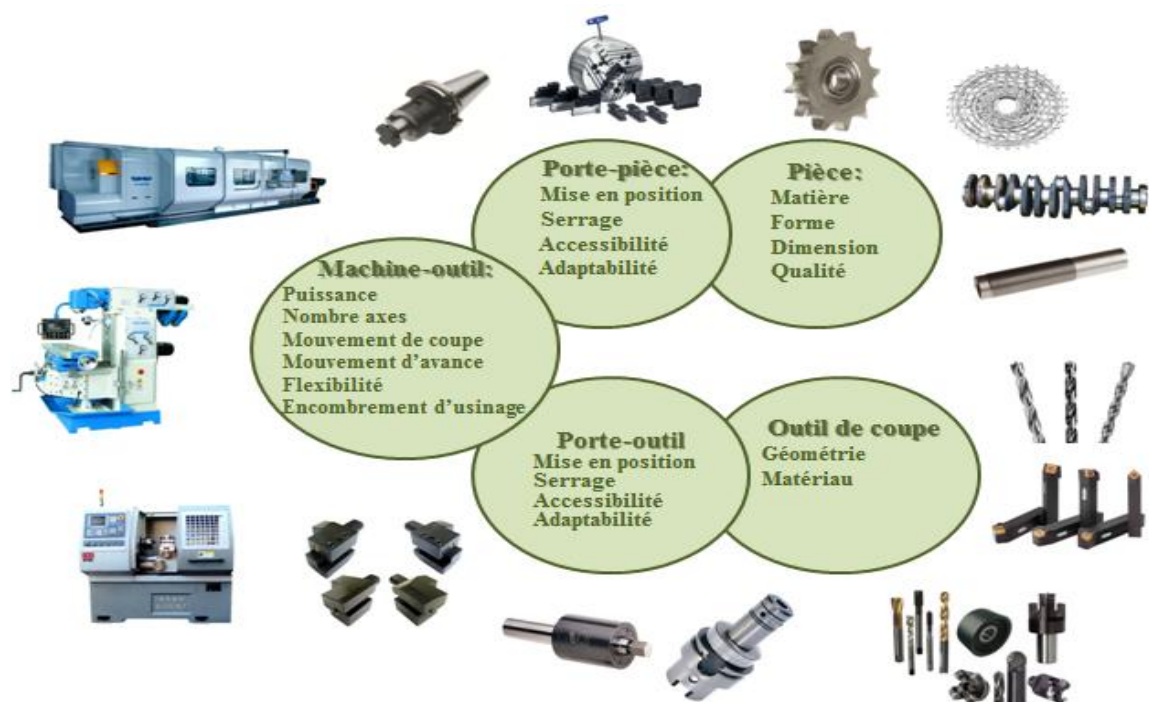 Porte-pièce:
Mise en position
Serrage
Accessibilité
Adaptabilité
Pièce:
Matière
Forme
Dimension
Qualité
Machine-outil:
Puissance
Nombre axes
Mouvement de coupe
Mouvement d’avance
Flexibilité
Encombrement d’usinage
Porte-outil
Mise en position
Serrage
Accessibilité
Adaptabilité
Outil de coupe
Géométrie
Matériau